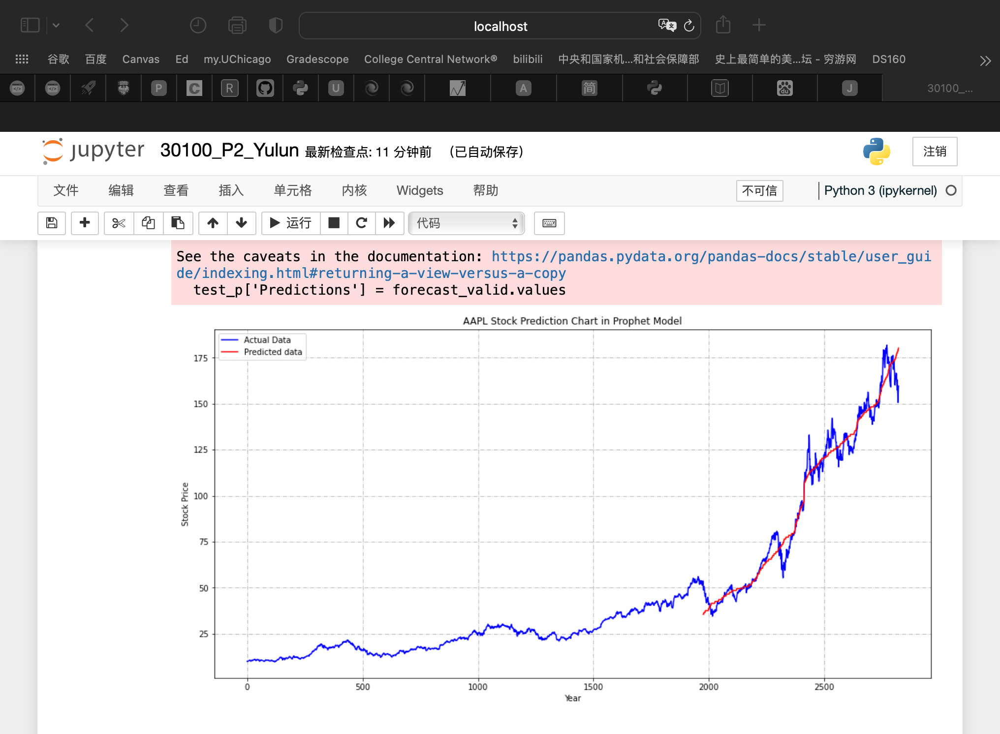 localhost
谷歌 百度 Canvas Ed my.UChicago Gradescope College Central Network® bilibili 中央和国家机...和社会保障部 史上最简单的美...坛 - 穷游网 DS160
P C R U A 简 du J 30100_...
jupyter 30100_P2_Yulun 最新检查点: 11 分钟前 (已自动保存) 注销
文件 编辑 查看 插入 单元格 内核 Widgets 帮助 不可信 Python 3 (ipykernel)
运行 代码
See the caveats in the documentation: https://pandas.pydata.org/pandas-docs/stable/user_gui
de/indexing.html#returning-a-view-versus-a-copy
test_p['Predictions'] = forecast_valid.values
AAPL Stock Prediction Chart in Prophet Model
Actual Data
Predicted data
175
150
125
100
75
50
25
Stock Price
0 500 1000 1500 2000 2500
Year